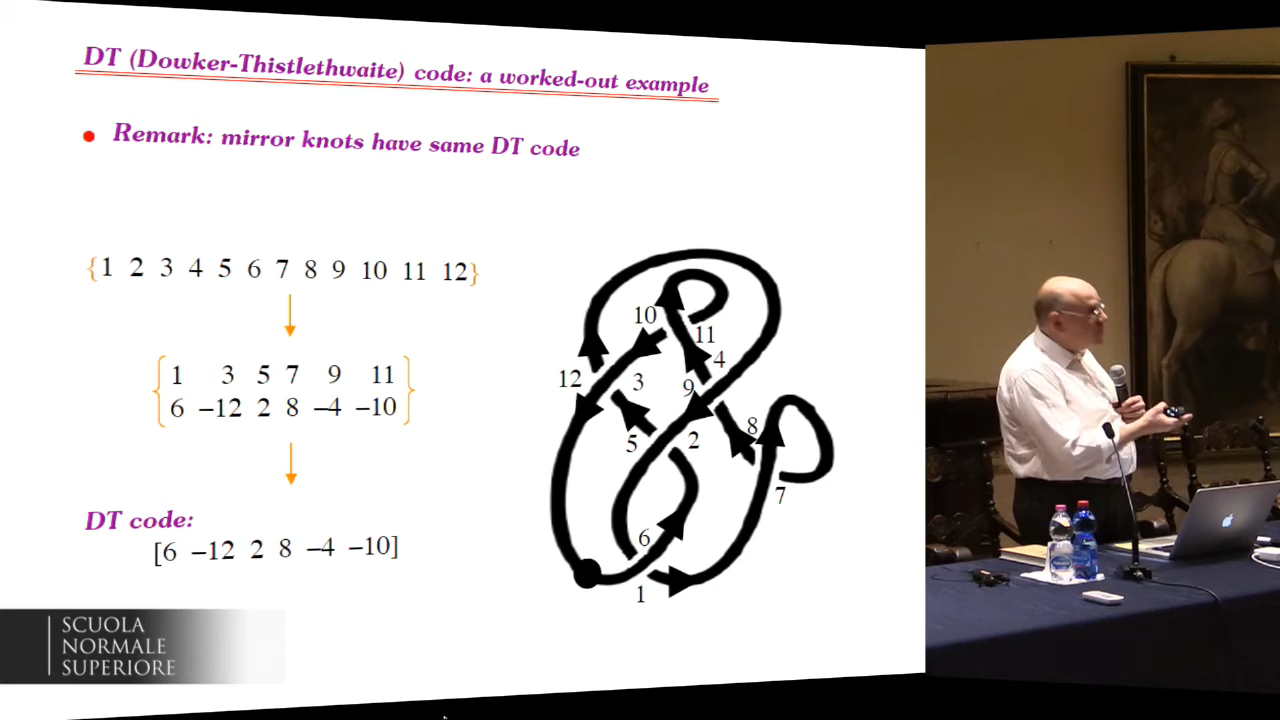 DT (Dowker-Thistlethwaite) code: a worked-out example
Remark: mirror knots have same DT code
{1 2 3 4 5 6 7 8 9 10 11 12}
1 3 5 7 9 11
6 −12 2 8 −4 −10
DT code:
[6 −12 2 8 −4 −10]
10
11
4
12
3
9
8
5
2
7
6
1
SCUOLA
NORMALE
SUPERIORE